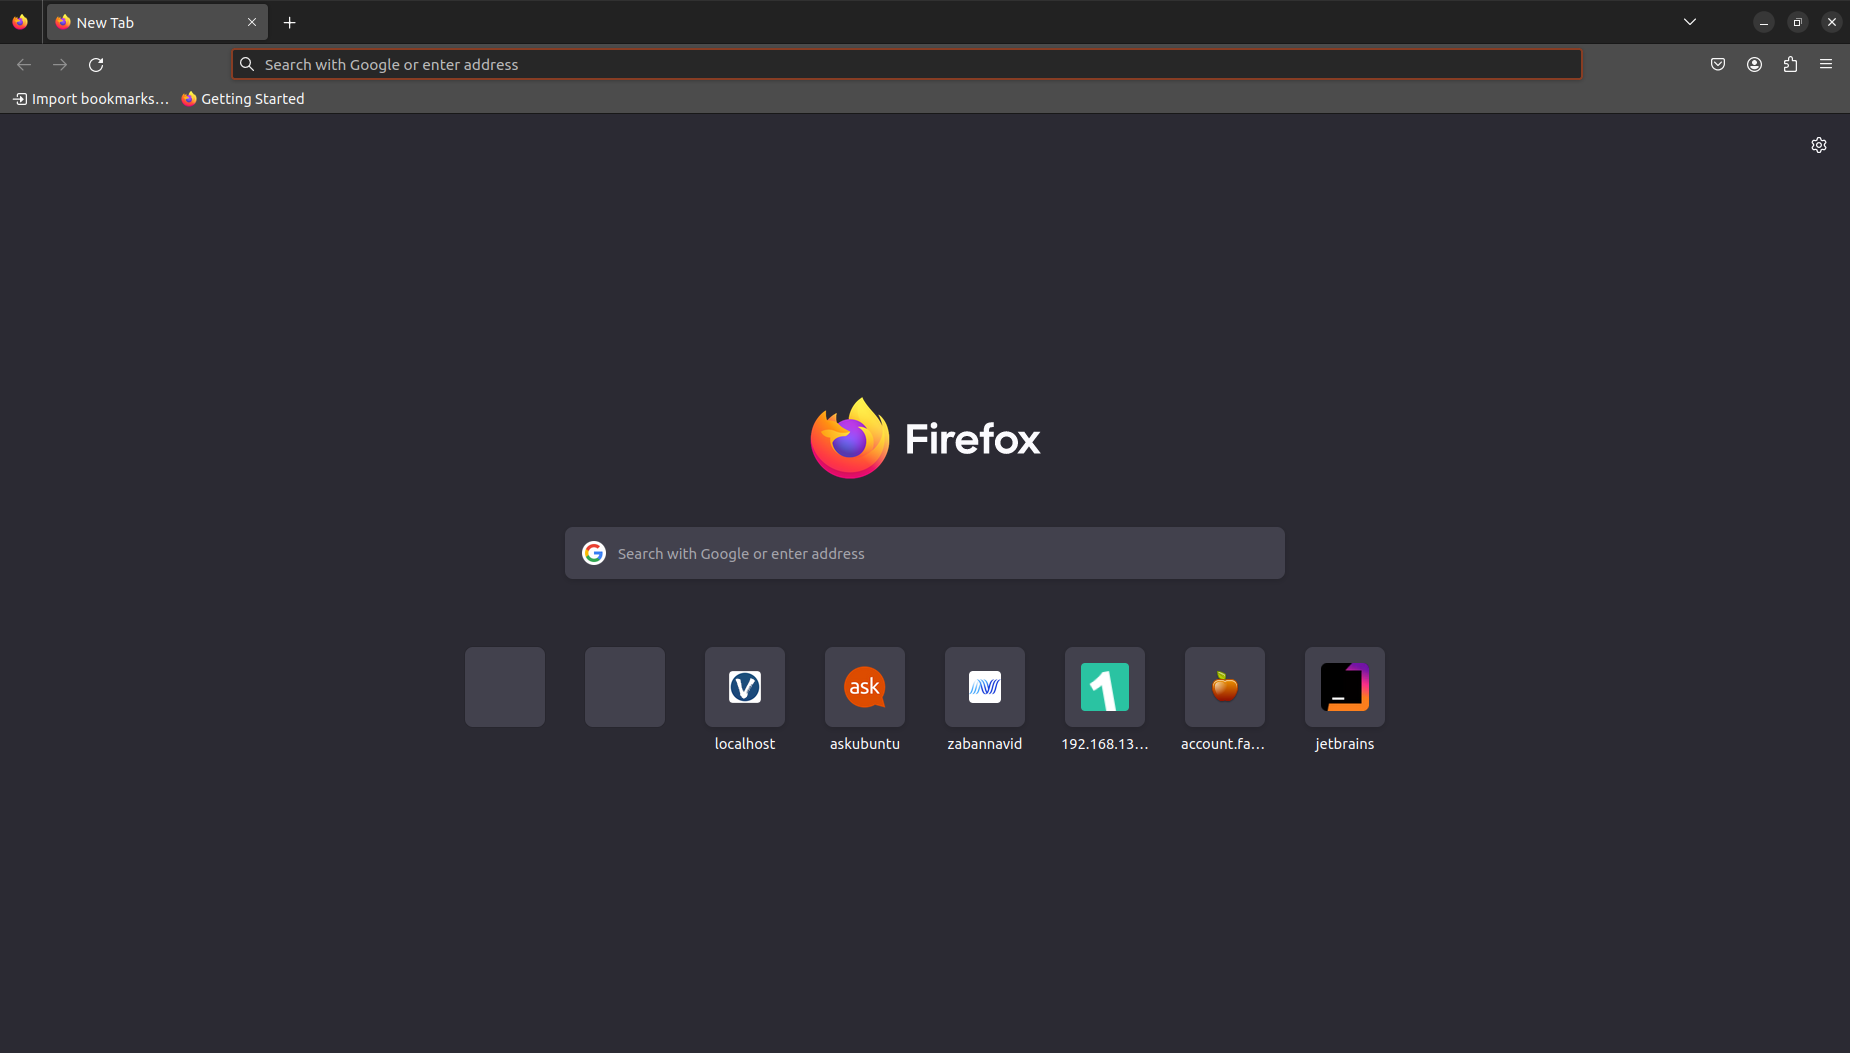 New Tab
Search with Google or enter address
Import bookmarks…
Getting Started
Firefox
Search with Google or enter address
ask
localhost
askubuntu
zabannavid
192.168.13…
account.fa…
jetbrains